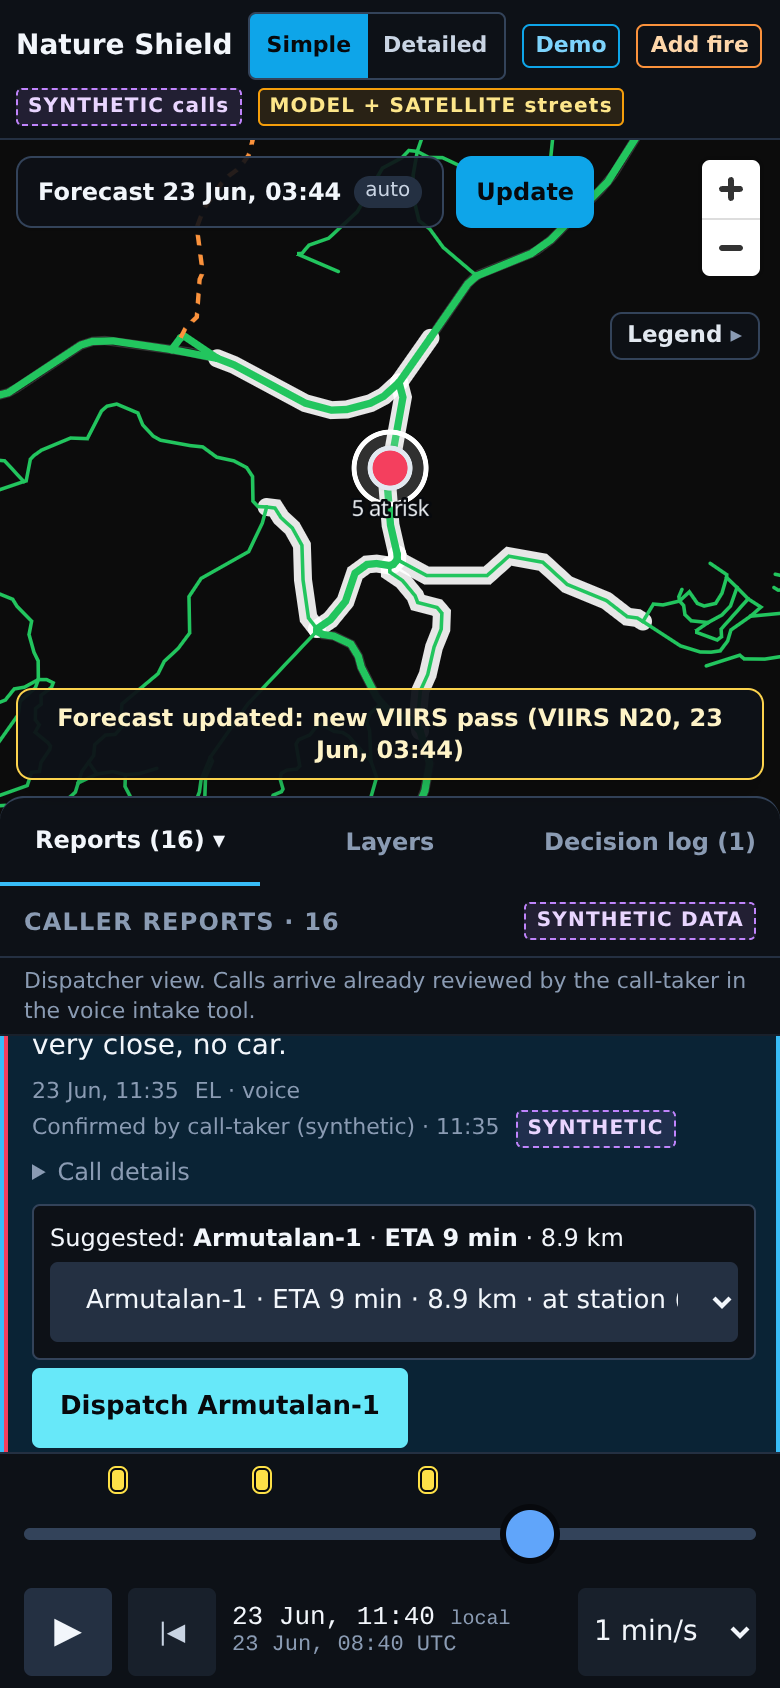 Nature Shield
Simple
Detailed
Demo
Add fire
SYNTHETIC calls
MODEL + SATELLITE streets
Forecast 23 Jun, 03:44 auto
Update
+
−
Legend ▸
5 at risk
Forecast updated: new VIIRS pass (VIIRS N20, 23
Jun, 03:44)
Reports (16) ▾
Layers
Decision log (1)
CALLER REPORTS · 16
SYNTHETIC DATA
Dispatcher view. Calls arrive already reviewed by the call-taker in
the voice intake tool.
very close, no car.
23 Jun, 11:35 EL · voice
Confirmed by call-taker (synthetic) · 11:35 SYNTHETIC
▶ Call details
Suggested: Armutalan-1 · ETA 9 min · 8.9 km
Armutalan-1 · ETA 9 min · 8.9 km · at station (
Dispatch Armutalan-1
23 Jun, 11:40 local
23 Jun, 08:40 UTC
1 min/s